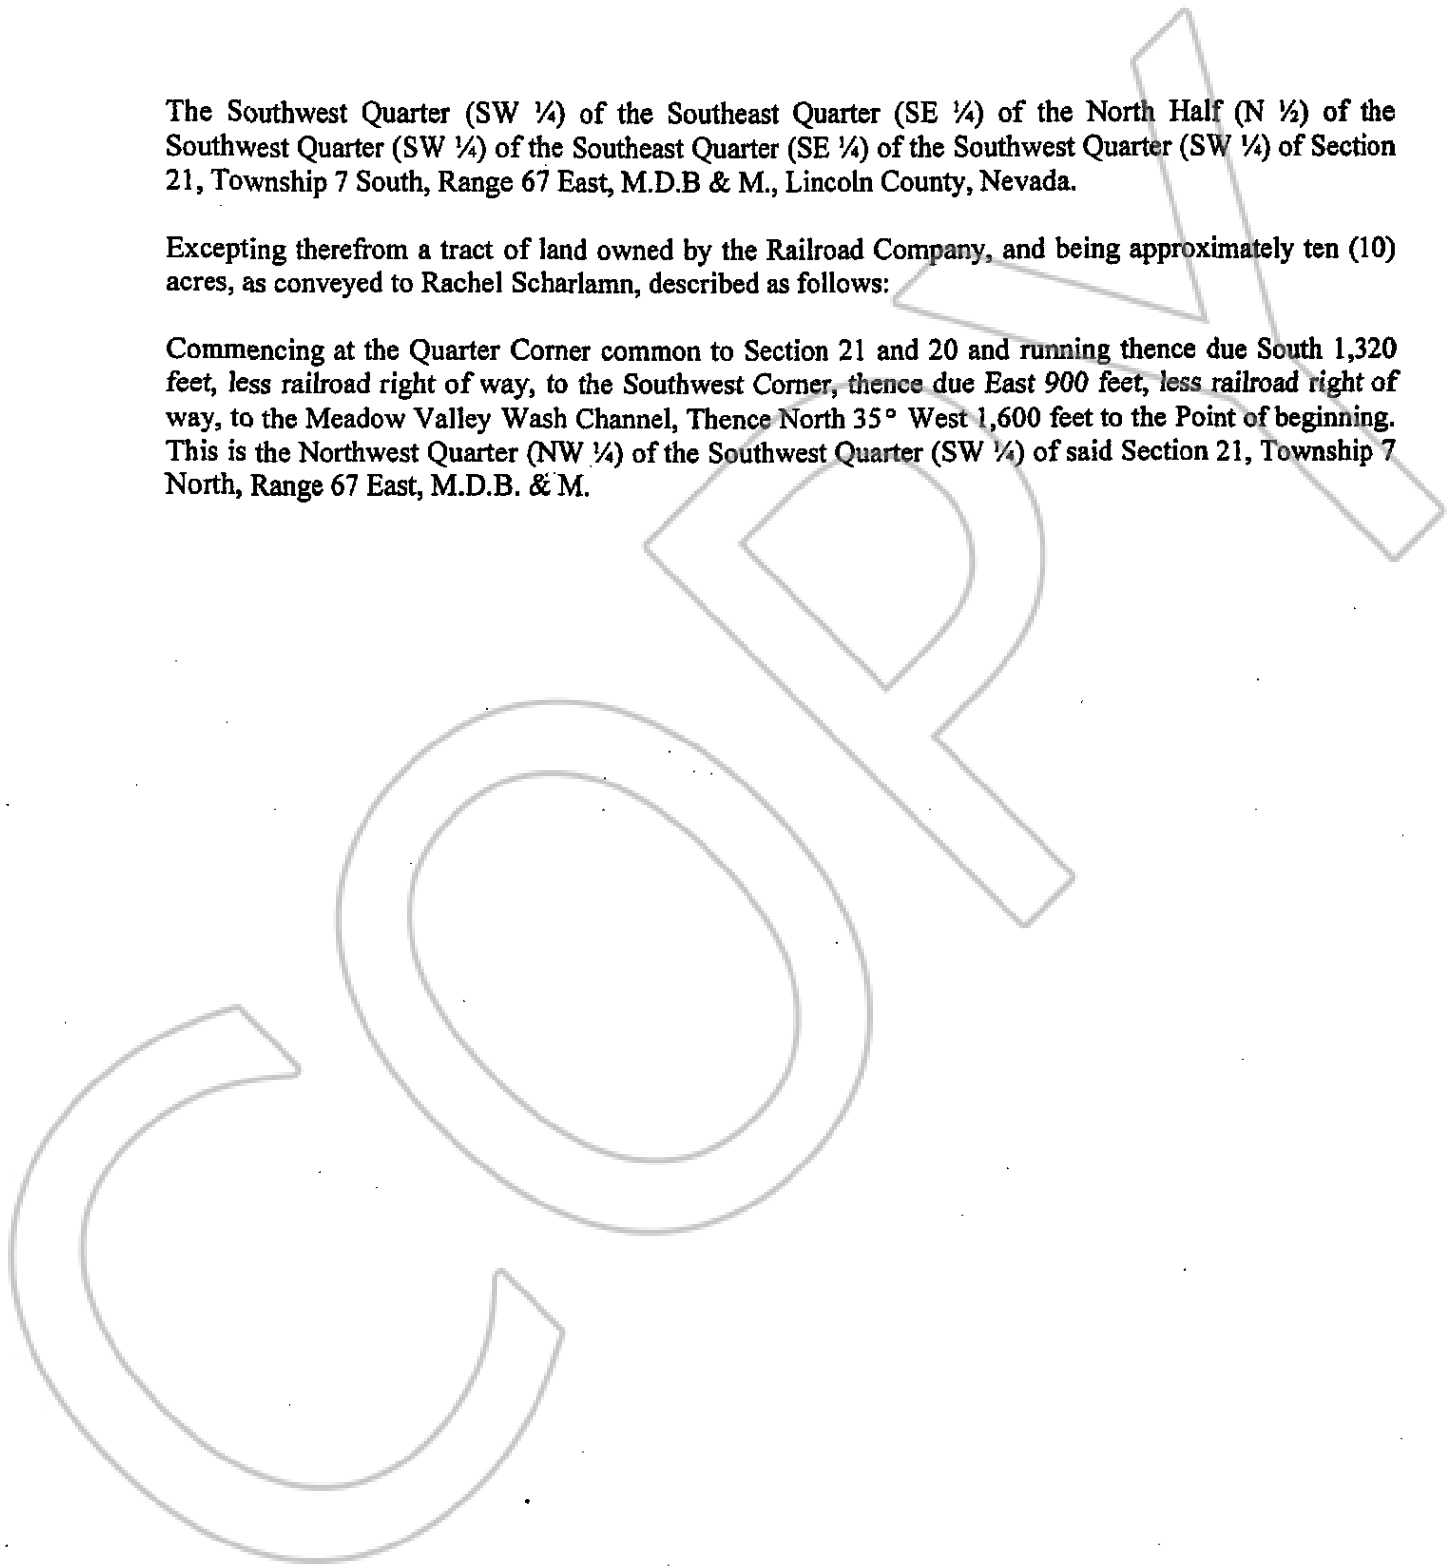 The Southwest Quarter (SW ¼) of the Southeast Quarter (SE ¼) of the North Half (N ½) of the
Southwest Quarter (SW ¼) of the Southeast Quarter (SE ¼) of the Southwest Quarter (SW ¼) of Section
21, Township 7 South, Range 67 East, M.D.B & M., Lincoln County, Nevada.
Excepting therefrom a tract of land owned by the Railroad Company, and being approximately ten (10)
acres, as conveyed to Rachel Scharlamn, described as follows:
Commencing at the Quarter Corner common to Section 21 and 20 and running thence due South 1,320
feet, less railroad right of way, to the Southwest Corner, thence due East 900 feet, less railroad right of
way, to the Meadow Valley Wash Channel, Thence North 35° West 1,600 feet to the Point of beginning.
This is the Northwest Quarter (NW ¼) of the Southwest Quarter (SW ¼) of said Section 21, Township 7
North, Range 67 East, M.D.B. & M.
COPY